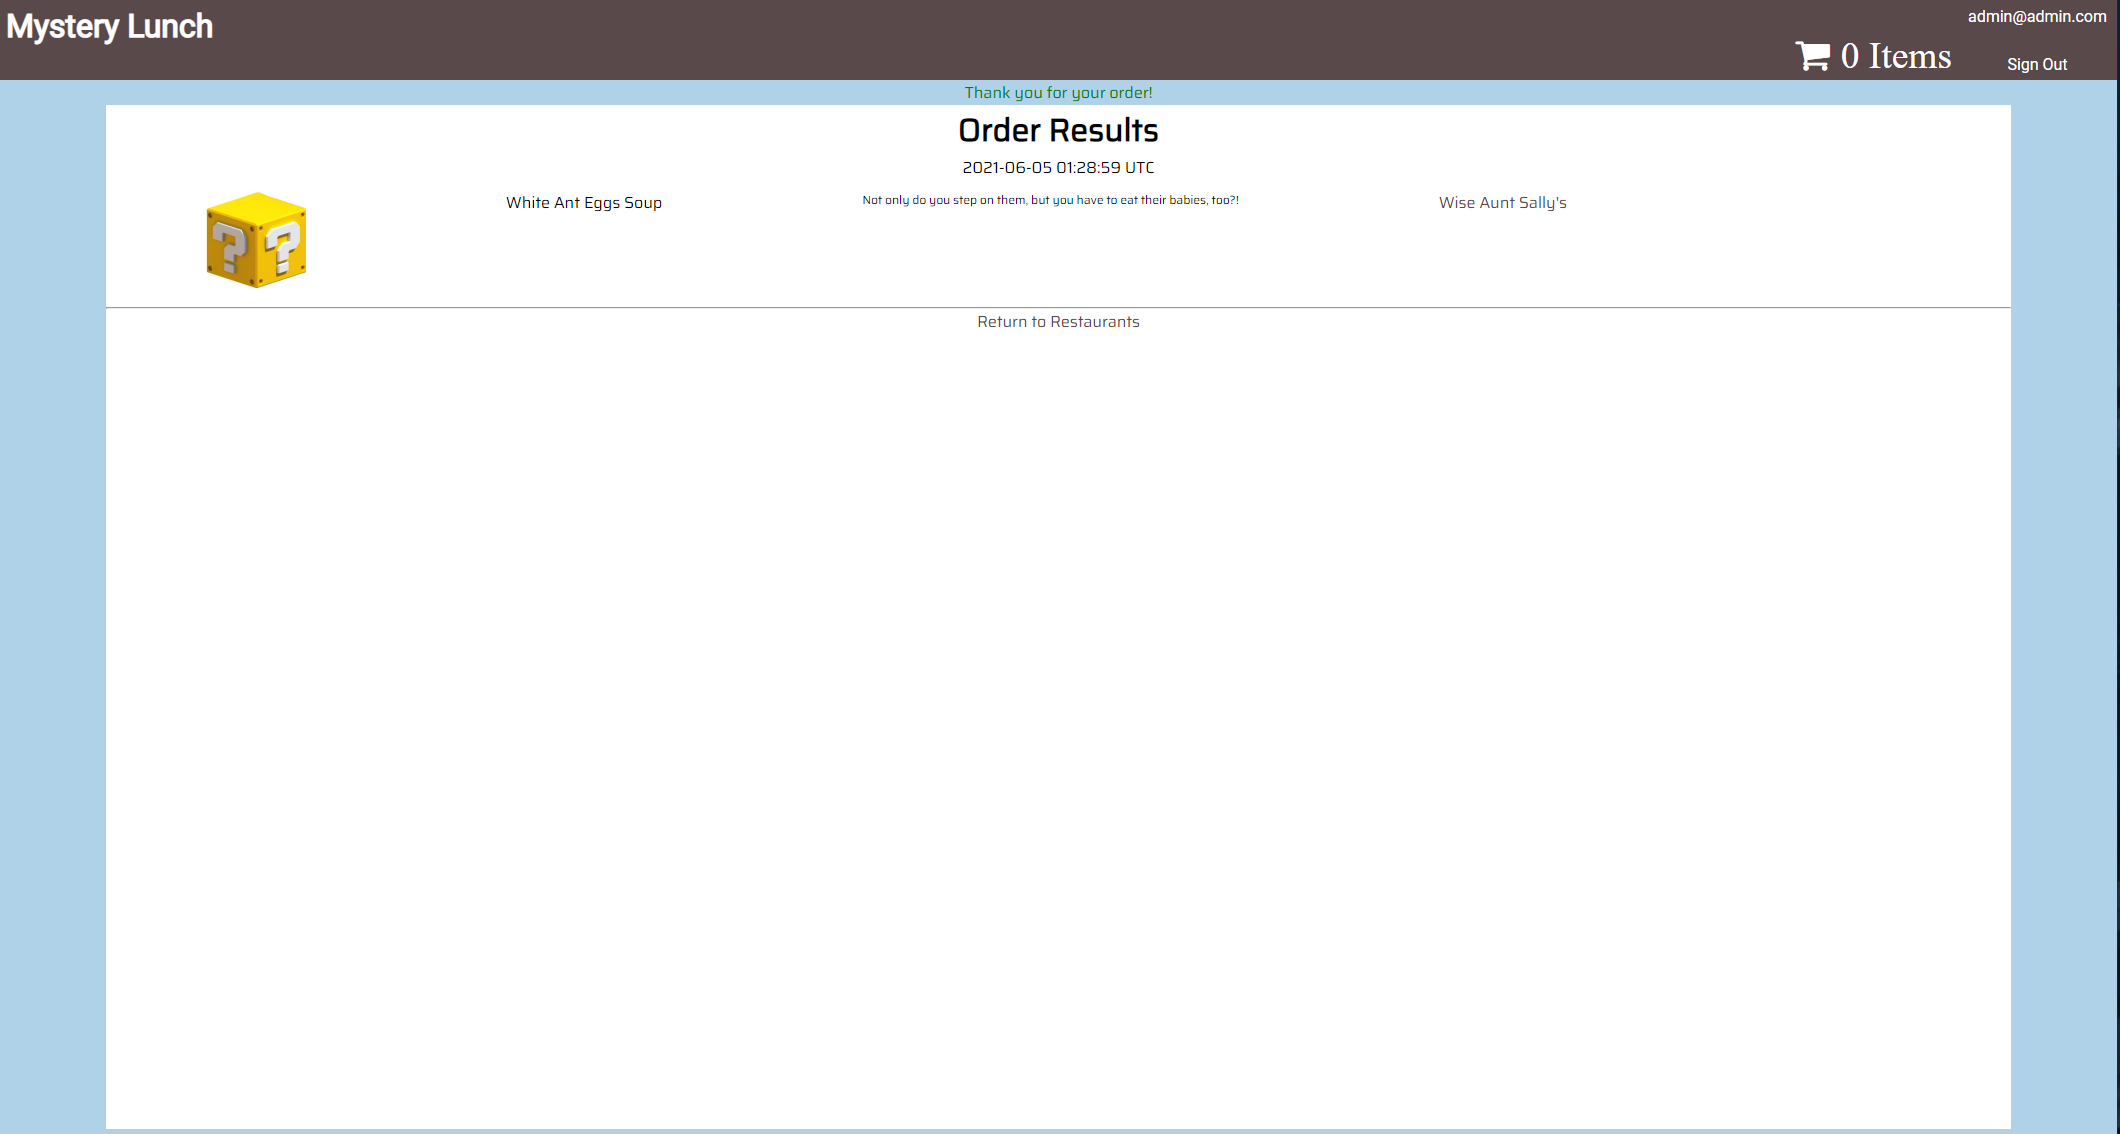 Mystery Lunch
admin@admin.com
0 Items
Sign Out
Thank you for your order!
Order Results
2021-06-05 01:28:59 UTC
? ?
White Ant Eggs Soup
Not only do you step on them, but you have to eat their babies, too?!
Wise Aunt Sally's
Return to Restaurants